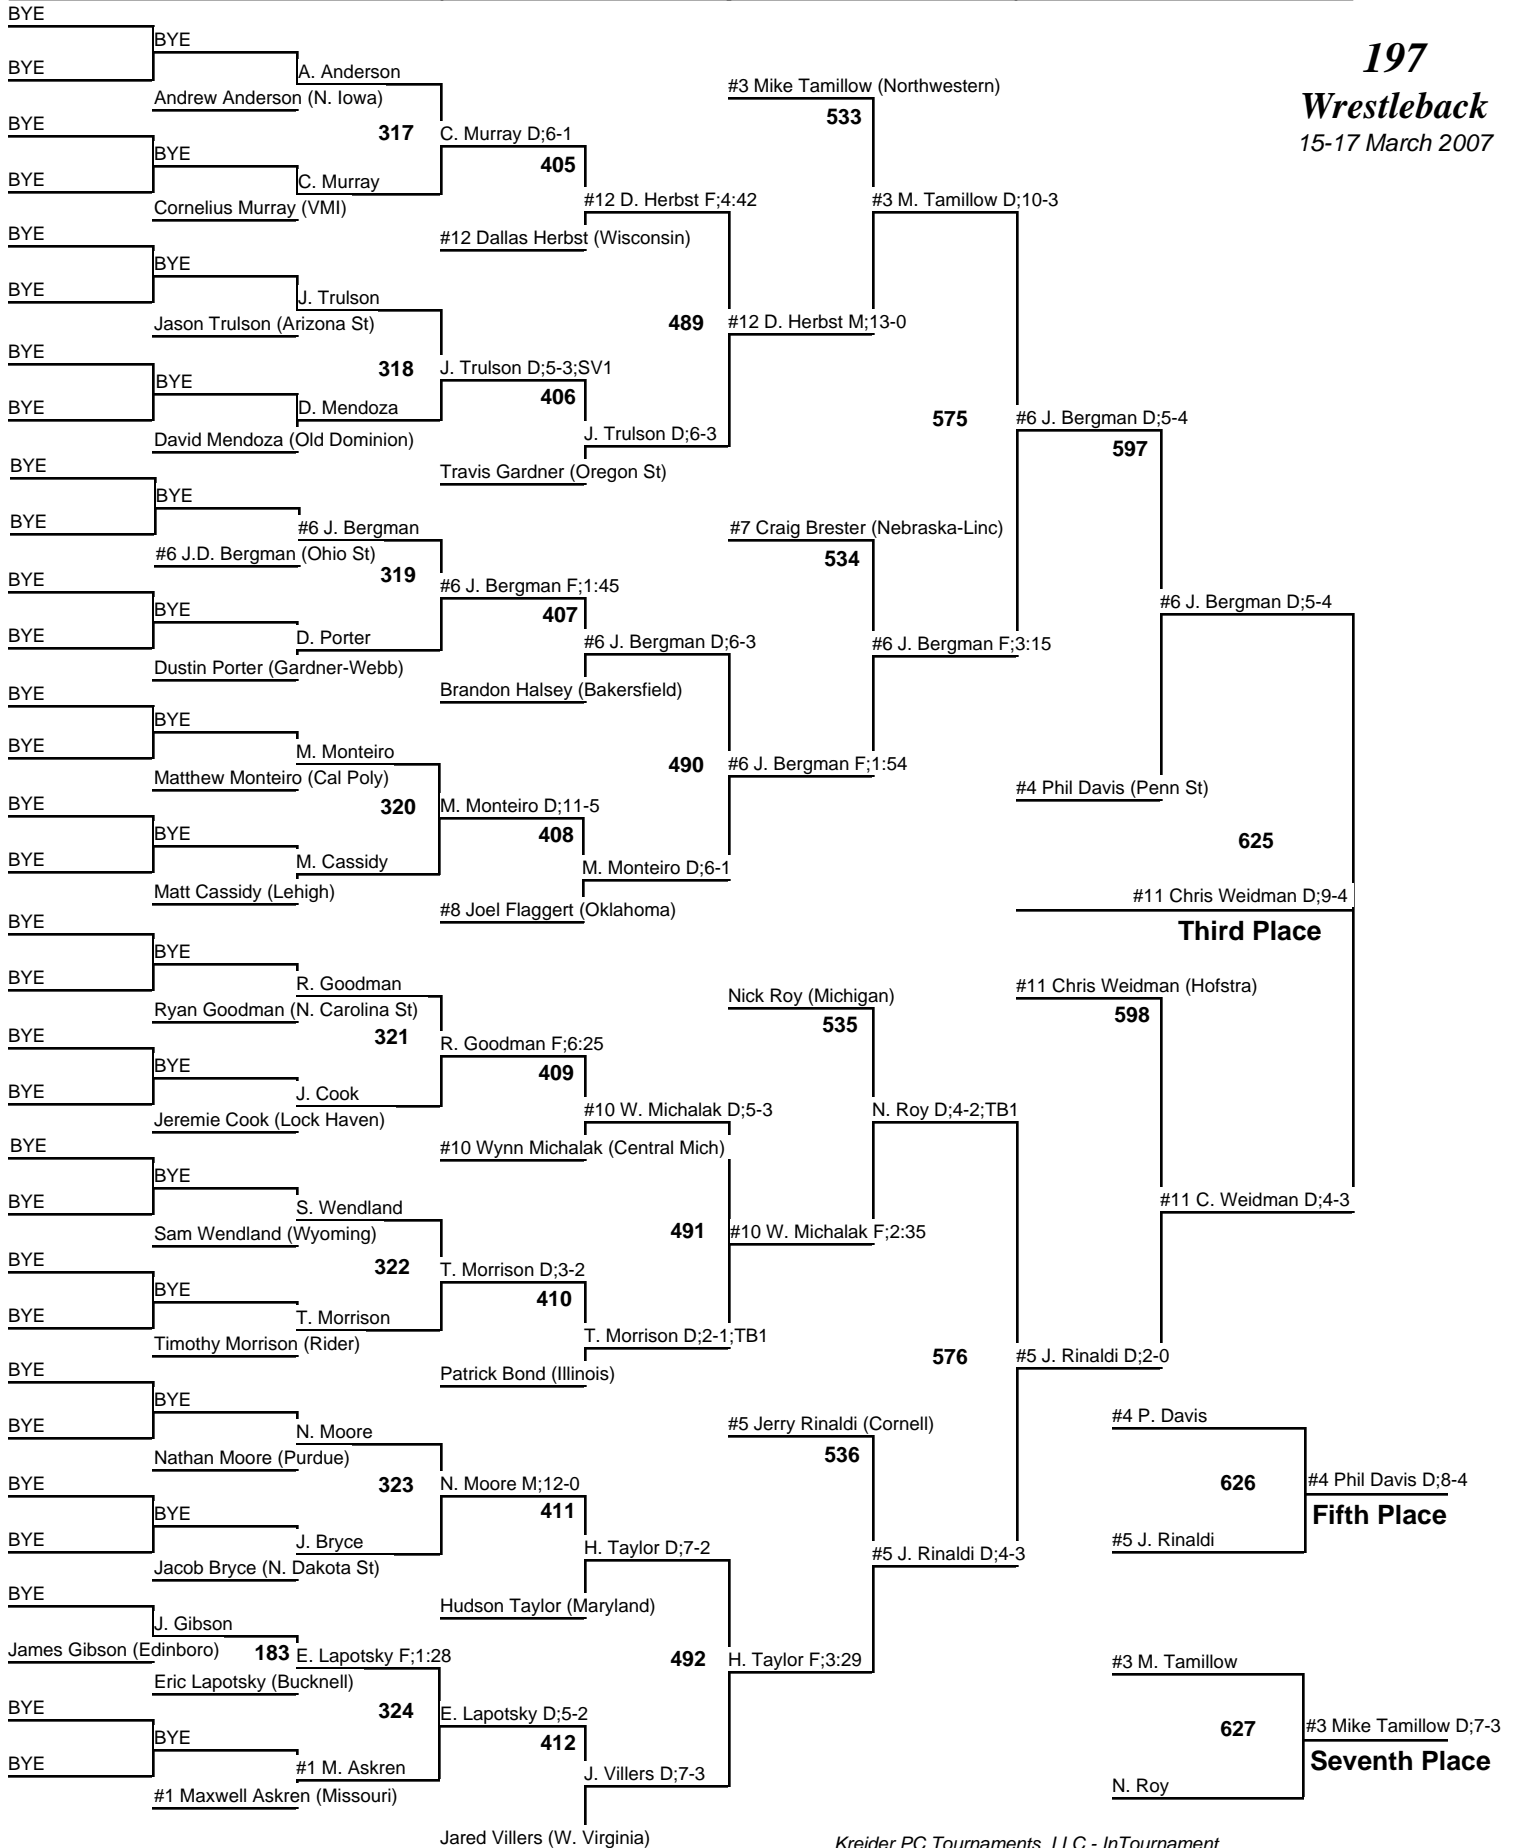 BYE
BYE
BYE
A. Anderson
Andrew Anderson (N. Iowa)
317
BYE
BYE
BYE
C. Murray
Cornelius Murray (VMI)
C. Murray D;6-1
405
#12 D. Herbst F;4:42
#12 Dallas Herbst (Wisconsin)
#3 Mike Tamillow (Northwestern)
533
#3 M. Tamillow D;10-3
197
Wrestleback
15-17 March 2007
BYE
BYE
BYE
J. Trulson
Jason Trulson (Arizona St)
489
#12 D. Herbst M;13-0
BYE
BYE
BYE
318
J. Trulson D;5-3;SV1
406
D. Mendoza
David Mendoza (Old Dominion)
J. Trulson D;6-3
Travis Gardner (Oregon St)
575
#6 J. Bergman D;5-4
597
BYE
BYE
BYE
#6 J. Bergman
#6 J.D. Bergman (Ohio St)
319
#7 Craig Brester (Nebraska-Linc)
534
BYE
BYE
BYE
#6 J. Bergman F;1:45
407
D. Porter
Dustin Porter (Gardner-Webb)
#6 J. Bergman D;6-3
Brandon Halsey (Bakersfield)
#6 J. Bergman F;3:15
#6 J. Bergman D;5-4
BYE
BYE
BYE
M. Monteiro
Matthew Monteiro (Cal Poly)
490
#6 J. Bergman F;1:54
#4 Phil Davis (Penn St)
BYE
BYE
BYE
320
M. Monteiro D;11-5
408
M. Cassidy
Matt Cassidy (Lehigh)
M. Monteiro D;6-1
#8 Joel Flaggert (Oklahoma)
625
#11 Chris Weidman D;9-4
Third Place
BYE
BYE
BYE
R. Goodman
Ryan Goodman (N. Carolina St)
321
Nick Roy (Michigan)
535
#11 Chris Weidman (Hofstra)
598
BYE
BYE
BYE
R. Goodman F;6:25
409
J. Cook
Jeremie Cook (Lock Haven)
#10 W. Michalak D;5-3
#10 Wynn Michalak (Central Mich)
N. Roy D;4-2;TB1
BYE
BYE
BYE
S. Wendland
Sam Wendland (Wyoming)
491
#10 W. Michalak F;2:35
#11 C. Weidman D;4-3
BYE
BYE
BYE
322
T. Morrison D;3-2
410
T. Morrison
Timothy Morrison (Rider)
T. Morrison D;2-1;TB1
Patrick Bond (Illinois)
576
#5 J. Rinaldi D;2-0
BYE
BYE
BYE
N. Moore
Nathan Moore (Purdue)
#5 Jerry Rinaldi (Cornell)
536
#4 P. Davis
BYE
BYE
BYE
323
N. Moore M;12-0
411
J. Bryce
Jacob Bryce (N. Dakota St)
H. Taylor D;7-2
Hudson Taylor (Maryland)
#5 J. Rinaldi D;4-3
626
#4 Phil Davis D;8-4
Fifth Place
#5 J. Rinaldi
BYE
J. Gibson
James Gibson (Edinboro)
183
E. Lapotsky F;1:28
Eric Lapotsky (Bucknell)
492
H. Taylor F;3:29
#3 M. Tamillow
BYE
BYE
BYE
324
E. Lapotsky D;5-2
412
#1 M. Askren
#1 Maxwell Askren (Missouri)
J. Villers D;7-3
Jared Villers (W. Virginia)
627
#3 Mike Tamillow D;7-3
Seventh Place
N. Roy
Kreider PC Tournaments, LLC - InTournament